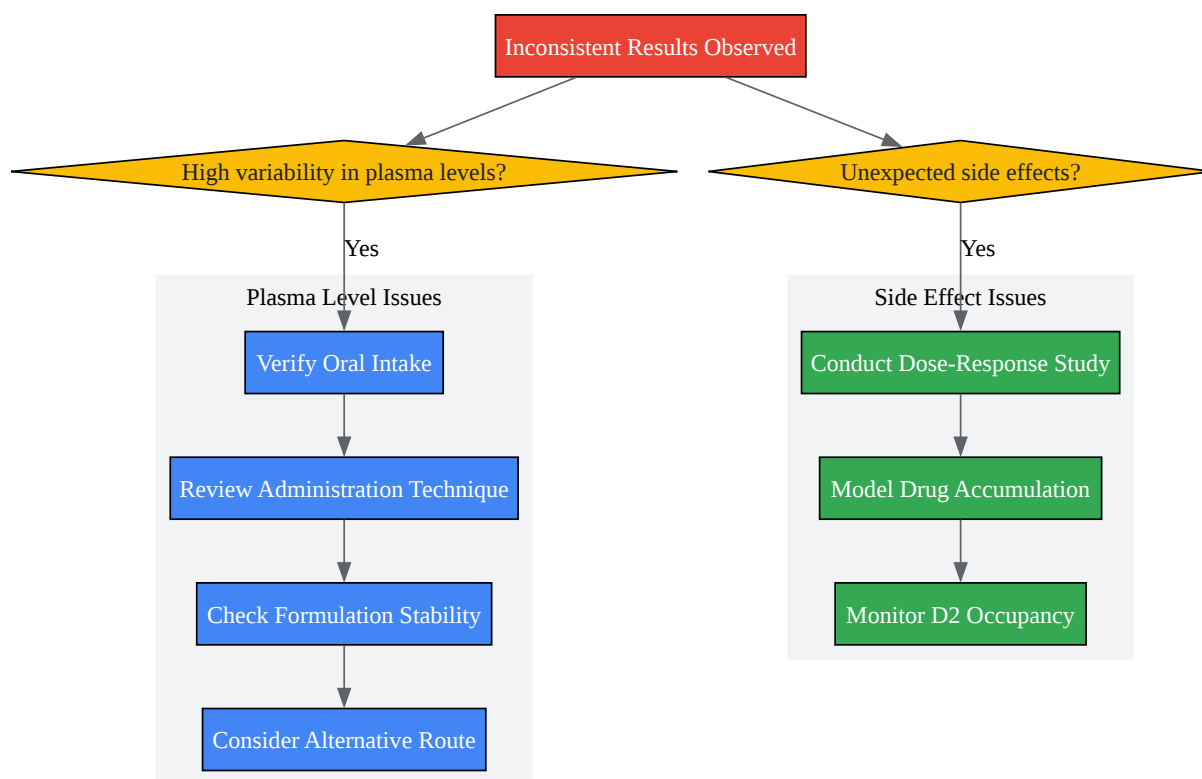 Inconsistent Results Observed
High variability in plasma levels?
Unexpected side effects?
Yes
Yes
Plasma Level Issues
Side Effect Issues
Verify Oral Intake
Conduct Dose-Response Study
Review Administration Technique
Model Drug Accumulation
Check Formulation Stability
Monitor D2 Occupancy
Consider Alternative Route